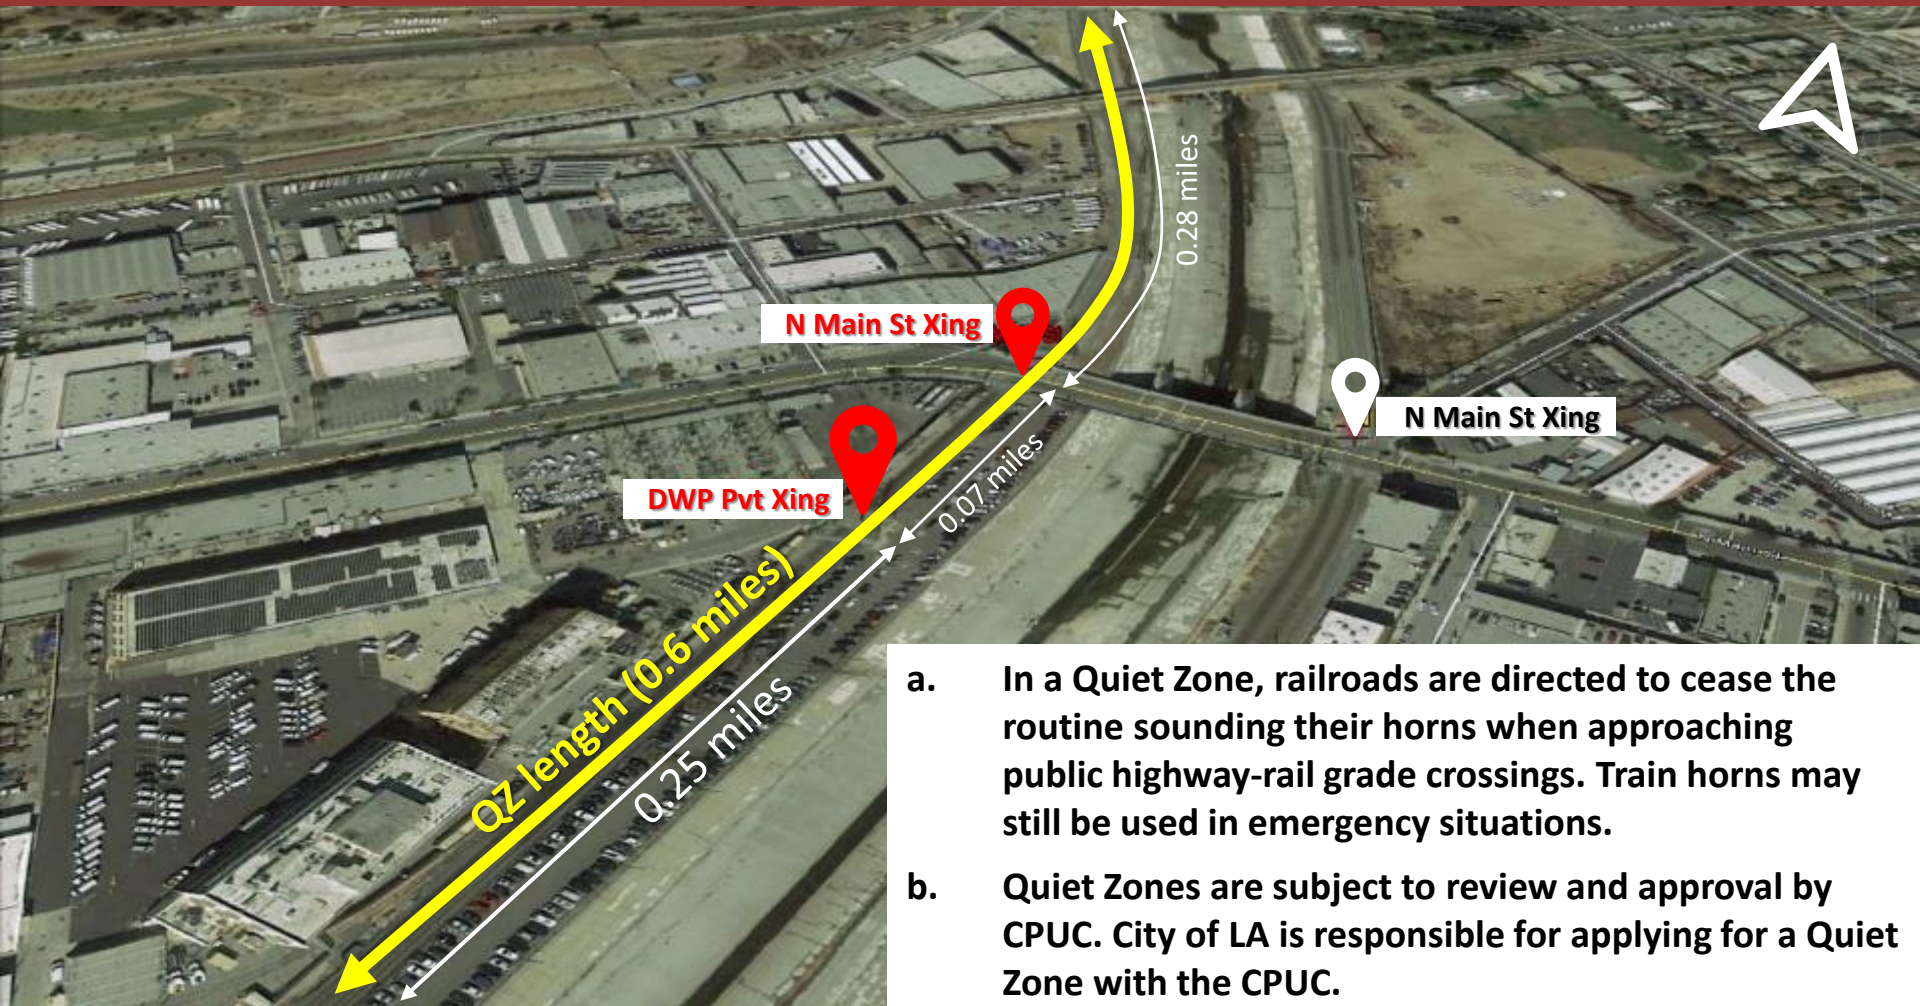 0.28 miles
N Main St Xing
N Main St Xing
DWP Pvt Xing
0.07 miles
QZ length (0.6 miles)
0.25 miles
a. In a Quiet Zone, railroads are directed to cease the
routine sounding their horns when approaching
public highway-rail grade crossings. Train horns may
still be used in emergency situations.
b. Quiet Zones are subject to review and approval by
CPUC. City of LA is responsible for applying for a Quiet
Zone with the CPUC.